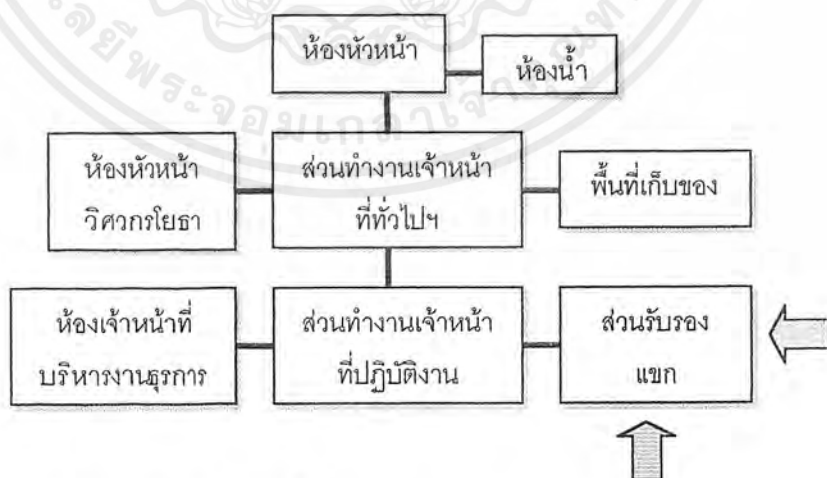 ห้องหัวหน้า
ห้องน้ำ
ห้องหัวหน้า
วิศวกรโยธา
ส่วนทำงานเจ้าหน้า
ที่ทั่วไปฯ
พื้นที่เก็บของ
ห้องเจ้าหน้าที่
บริหารงานธุรการ
ส่วนทำงานเจ้าหน้า
ที่ปฏิบัติงาน
ส่วนรับรอง
แขก